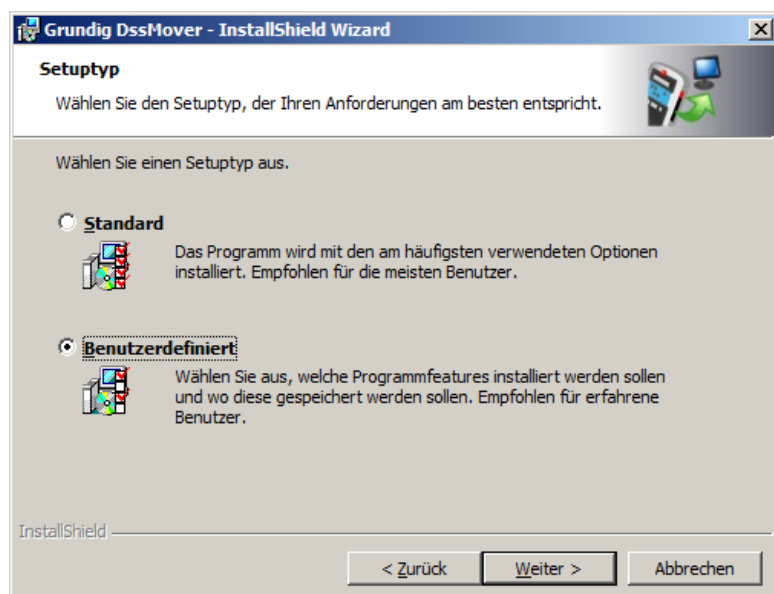 Grundig DssMover - InstallShield Wizard
Setuptyp
Wählen Sie den Setuptyp, der Ihren Anforderungen am besten entspricht.
Wählen Sie einen Setuptyp aus.
Standard
Das Programm wird mit den am häufigsten verwendeten Optionen
installiert. Empfohlen für die meisten Benutzer.
Benutzerdefiniert
Wählen Sie aus, welche Programmfeatures installiert werden sollen
und wo diese gespeichert werden sollen. Empfohlen für erfahrene
Benutzer.
InstallShield
< Zurück
Weiter >
Abbrechen